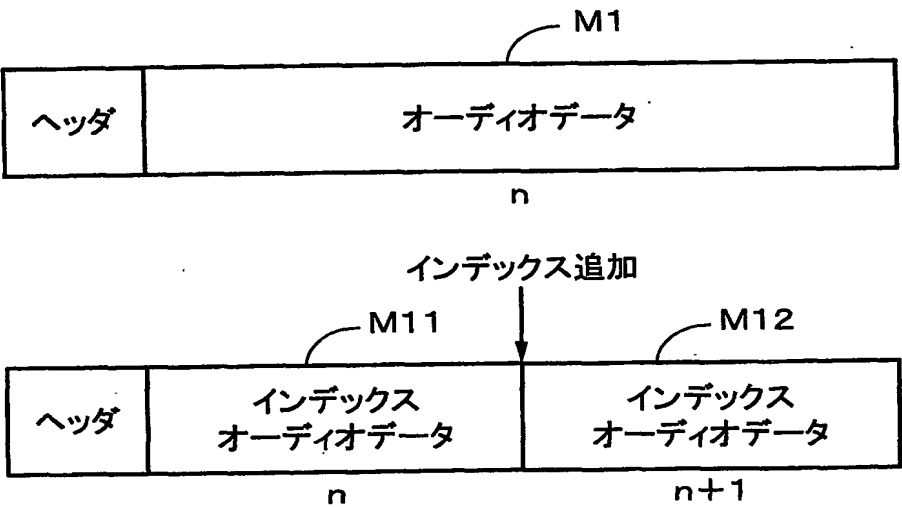 M1
ヘッダ
オーディオデータ
n
インデックス追加
M11
M12
ヘッダ
インデックス
オーディオデータ
インデックス
オーディオデータ
n
n+1